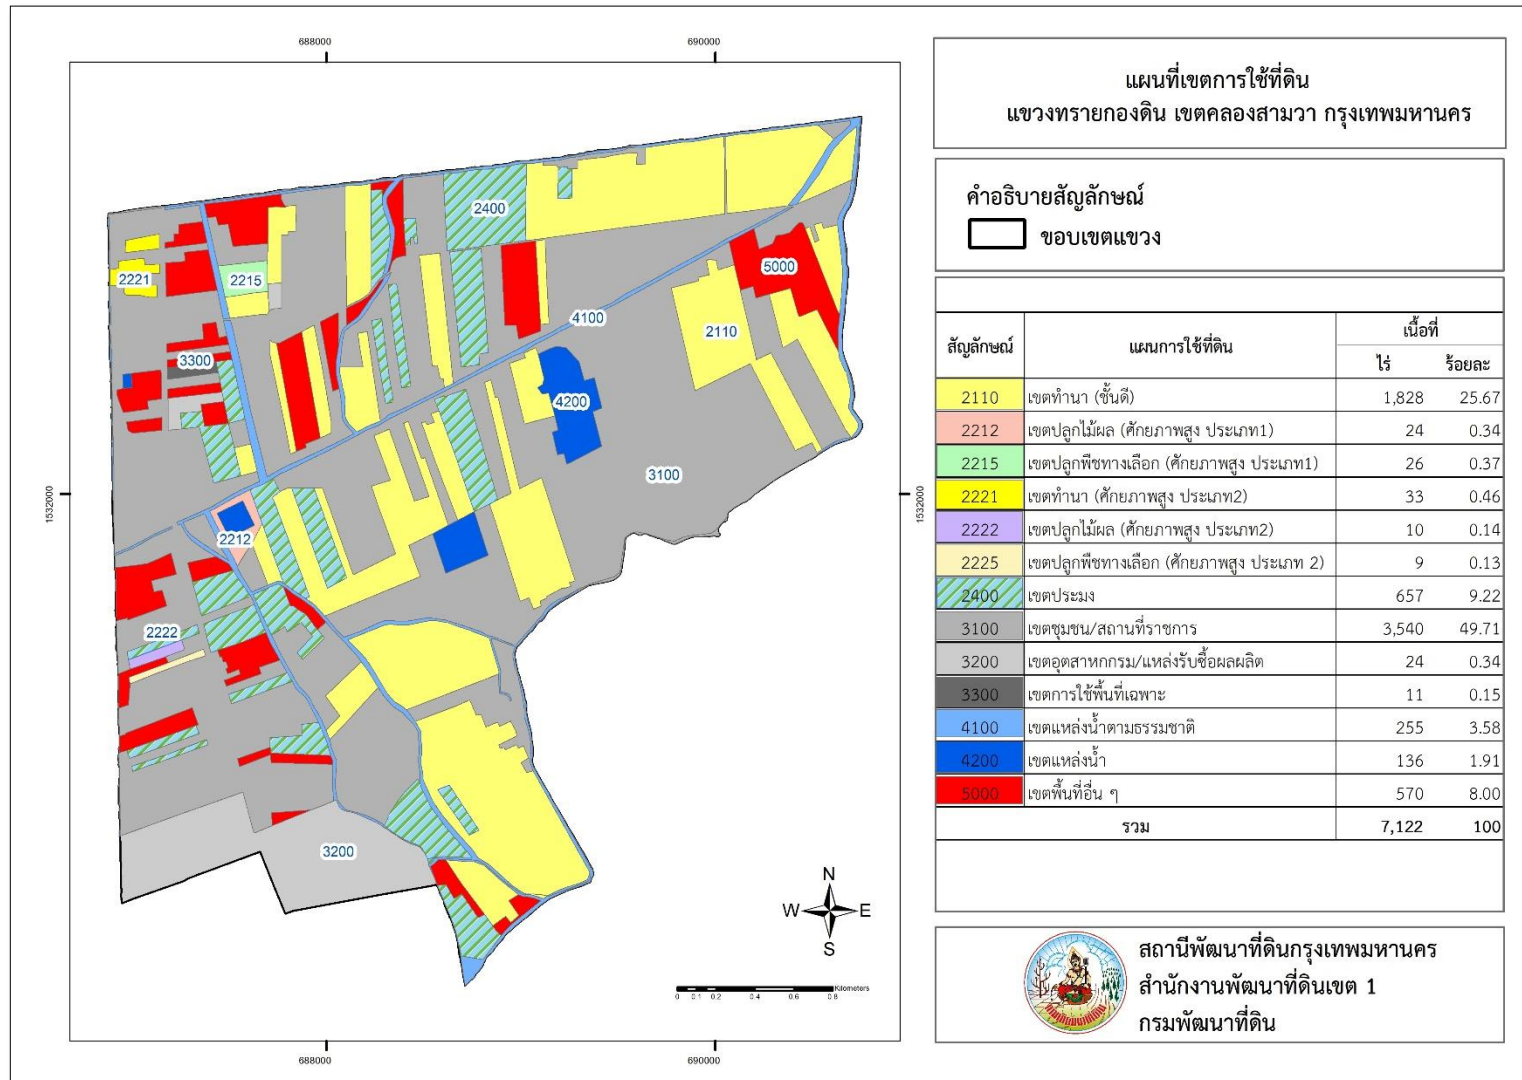 688000
690000
แผนที่เขตการใช้ที่ดิน
แขวงทรายกองดิน เขตคลองสามวา กรุงเทพมหานคร
คำอธิบายสัญลักษณ์
ขอบเขตแขวง
2400
2221
2215
5000
4100
2110
3300
4200
3100
2212
2222
3200
1532000
1532000
สัญลักษณ์ แผนการใช้ที่ดิน เนื้อที่
ไร่ ร้อยละ
2110 เขตทำนา (ชั้นดี) 1,828 25.67
2212 เขตปลูกไม้ผล (ศักยภาพสูง ประเภท1) 24 0.34
2215 เขตปลูกพืชทางเลือก (ศักยภาพสูง ประเภท1) 26 0.37
2221 เขตทำนา (ศักยภาพสูง ประเภท2) 33 0.46
2222 เขตปลูกไม้ผล (ศักยภาพสูง ประเภท2) 10 0.14
2225 เขตปลูกพืชทางเลือก (ศักยภาพสูง ประเภท 2) 9 0.13
2400 เขตประมง 657 9.22
3100 เขตชุมชน/สถานที่ราชการ 3,540 49.71
3200 เขตอุตสาหกกรม/แหล่งรับซื้อผลผลิต 24 0.34
3300 เขตการใช้พื้นที่เฉพาะ 11 0.15
4100 เขตแหล่งน้ำตามธรรมชาติ 255 3.58
4200 เขตแหล่งน้ำ 136 1.91
5000 เขตพื้นที่อื่น ๆ 570 8.00
รวม 7,122 100
N
W E
S
Kilometers
0 0.1 0.2 0.4 0.6 0.8
688000
690000
สถานีพัฒนาที่ดินกรุงเทพมหานคร
สำนักงานพัฒนาที่ดินเขต 1
กรมพัฒนาที่ดิน